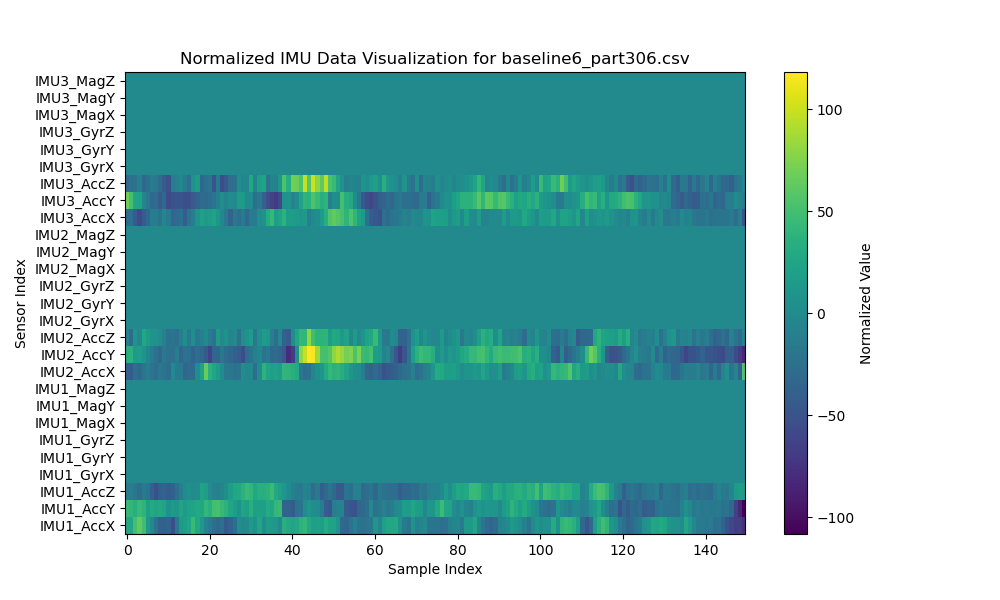 Normalized IMU Data Visualization for baseline6_part306.csv
IMU3_MagZ
IMU3_MagY
IMU3_MagX
IMU3_GyrZ
IMU3_GyrY
IMU3_GyrX
IMU3_AccZ
IMU3_AccY
IMU3_AccX
IMU2_MagZ
IMU2_MagY
IMU2_MagX
IMU2_GyrZ
IMU2_GyrY
IMU2_GyrX
IMU2_AccZ
IMU2_AccY
IMU2_AccX
IMU1_MagZ
IMU1_MagY
IMU1_MagX
IMU1_GyrZ
IMU1_GyrY
IMU1_GyrX
IMU1_AccZ
IMU1_AccY
IMU1_AccX
Sensor Index
0 20 40 60 80 100 120 140
Sample Index
100
50
0
−50
−100
Normalized Value